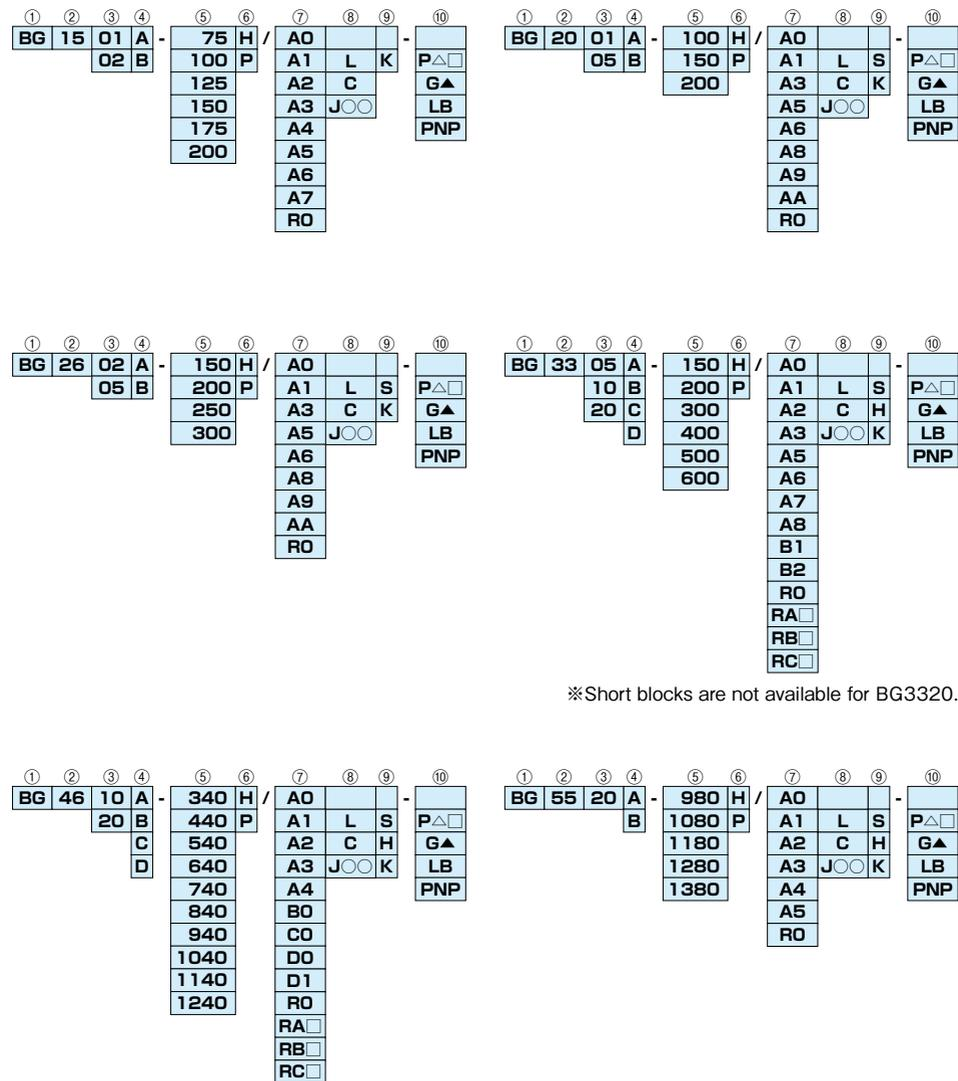 ① ② ③ ④ ⑤ ⑥ ⑦ ⑧ ⑨ ⑩
BG 15 01 A - 75 H / A0 -
02 B 100 P A1 L K P△□
125 A2 C G▲
150 A3 J○○ LB
175 A4 PNP
200 A5
A6
A7
R0
① ② ③ ④ ⑤ ⑥ ⑦ ⑧ ⑨ ⑩
BG 20 01 A - 100 H / A0 -
05 B 150 P A1 L S P△□
200 A3 C K G▲
A5 J○○ LB
A6 PNP
A8
A9
AA
R0
① ② ③ ④ ⑤ ⑥ ⑦ ⑧ ⑨ ⑩
BG 26 02 A - 150 H / A0 -
05 B 200 P A1 L S P△□
250 A3 C K G▲
300 A5 J○○ LB
A6 PNP
A8
A9
AA
R0
① ② ③ ④ ⑤ ⑥ ⑦ ⑧ ⑨ ⑩
BG 33 05 A - 150 H / A0 -
10 B 200 P A1 L S P△□
20 C 300 A2 C H G▲
D 400 A3 J○○ K LB
500 A5 PNP
600 A6
A7
A8
B1
B2
R0
RA□
RB□
RC□
※Short blocks are not available for BG3320.
① ② ③ ④ ⑤ ⑥ ⑦ ⑧ ⑨ ⑩
BG 46 10 A - 340 H / A0 -
20 B 440 P A1 L S P△□
C 540 A2 C H G▲
D 640 A3 J○○ K LB
740 A4 PNP
840 B0
940 C0
1040 D0
1140 D1
1240 R0
RA□
RB□
RC□
① ② ③ ④ ⑤ ⑥ ⑦ ⑧ ⑨ ⑩
BG 55 20 A - 980 H / A0 -
B 1080 P A1 L S P△□
1180 A2 C H G▲
1280 A3 J○○ K LB
1380 A4 PNP
A5
R0